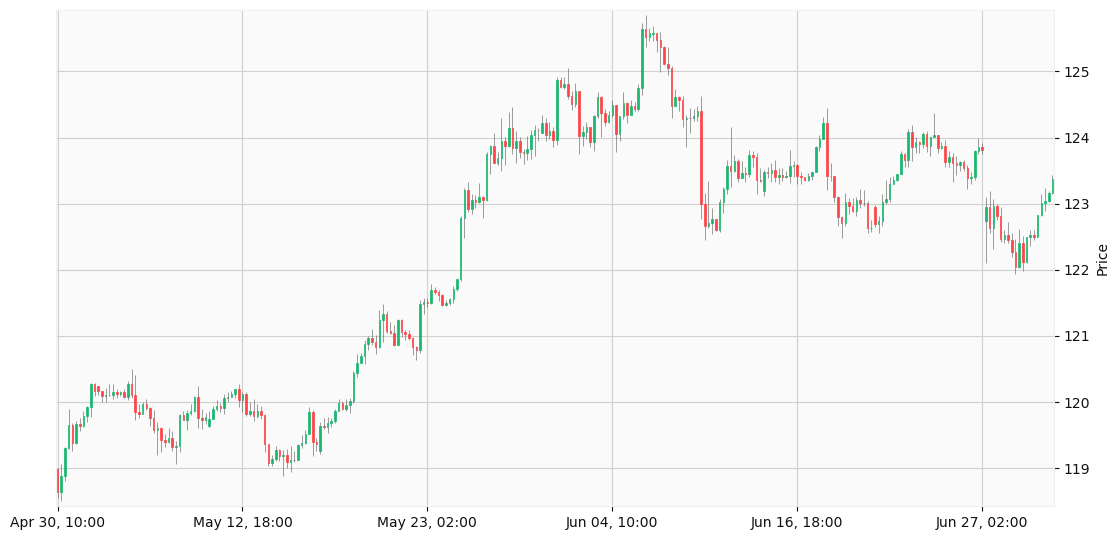 125
124
123
122
121
120
119
Price
Apr 30, 10:00
May 12, 18:00
May 23, 02:00
Jun 04, 10:00
Jun 16, 18:00
Jun 27, 02:00